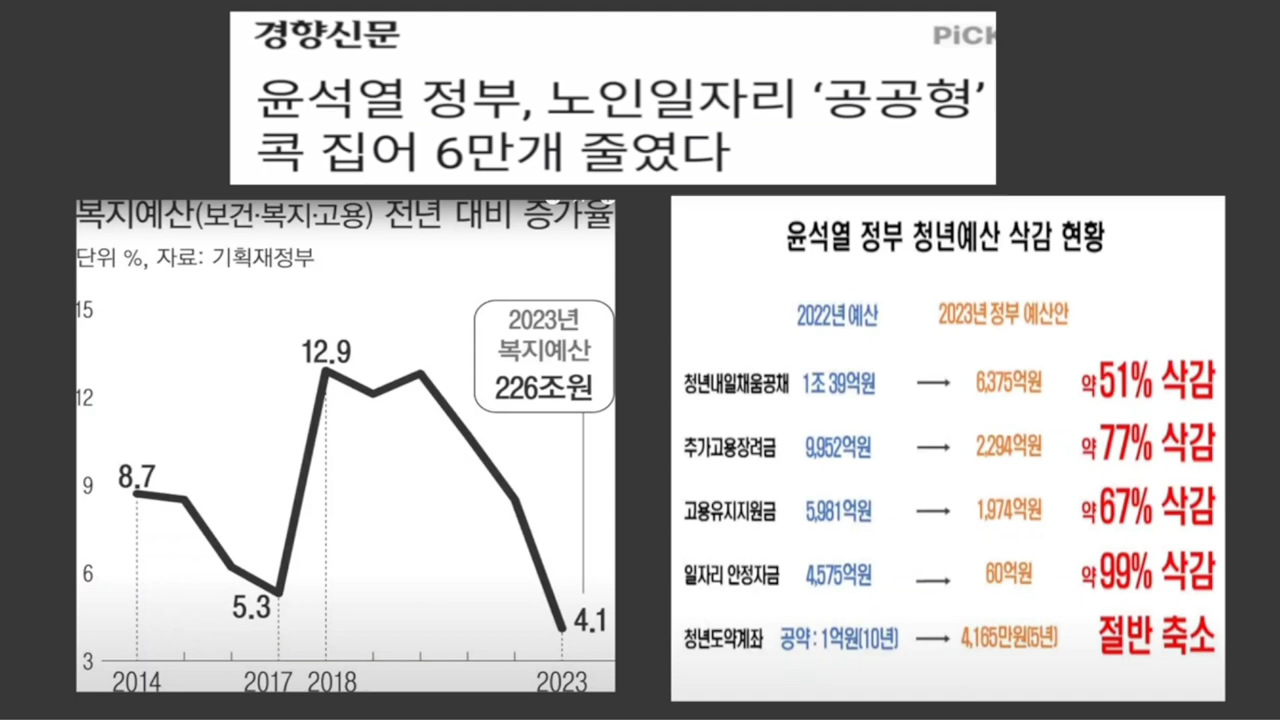 경향신문
PiCK
윤석열 정부, 노인일자리 ‘공공형’
콕 집어 6만개 줄였다
복지예산(보건·복지·고용) 전년 대비 증가율
단위 %, 자료: 기획재정부
15
12
9
6
3
8.7
5.3
12.9
4.1
2023년
복지예산
226조원
2014 2017 2018 2023
윤석열 정부 청년예산 삭감 현황
2022년 예산 2023년 정부 예산안
청년내일채움공채 1조 39억원 → 6,375억원 약 51% 삭감
추가고용장려금 9,952억원 → 2,294억원 약 77% 삭감
고용유지지원금 5,981억원 → 1,974억원 약 67% 삭감
일자리 안정자금 4,575억원 → 60억원 약 99% 삭감
청년도약계좌 공약 : 1억원(10년) → 4,165만원(5년) 절반 축소